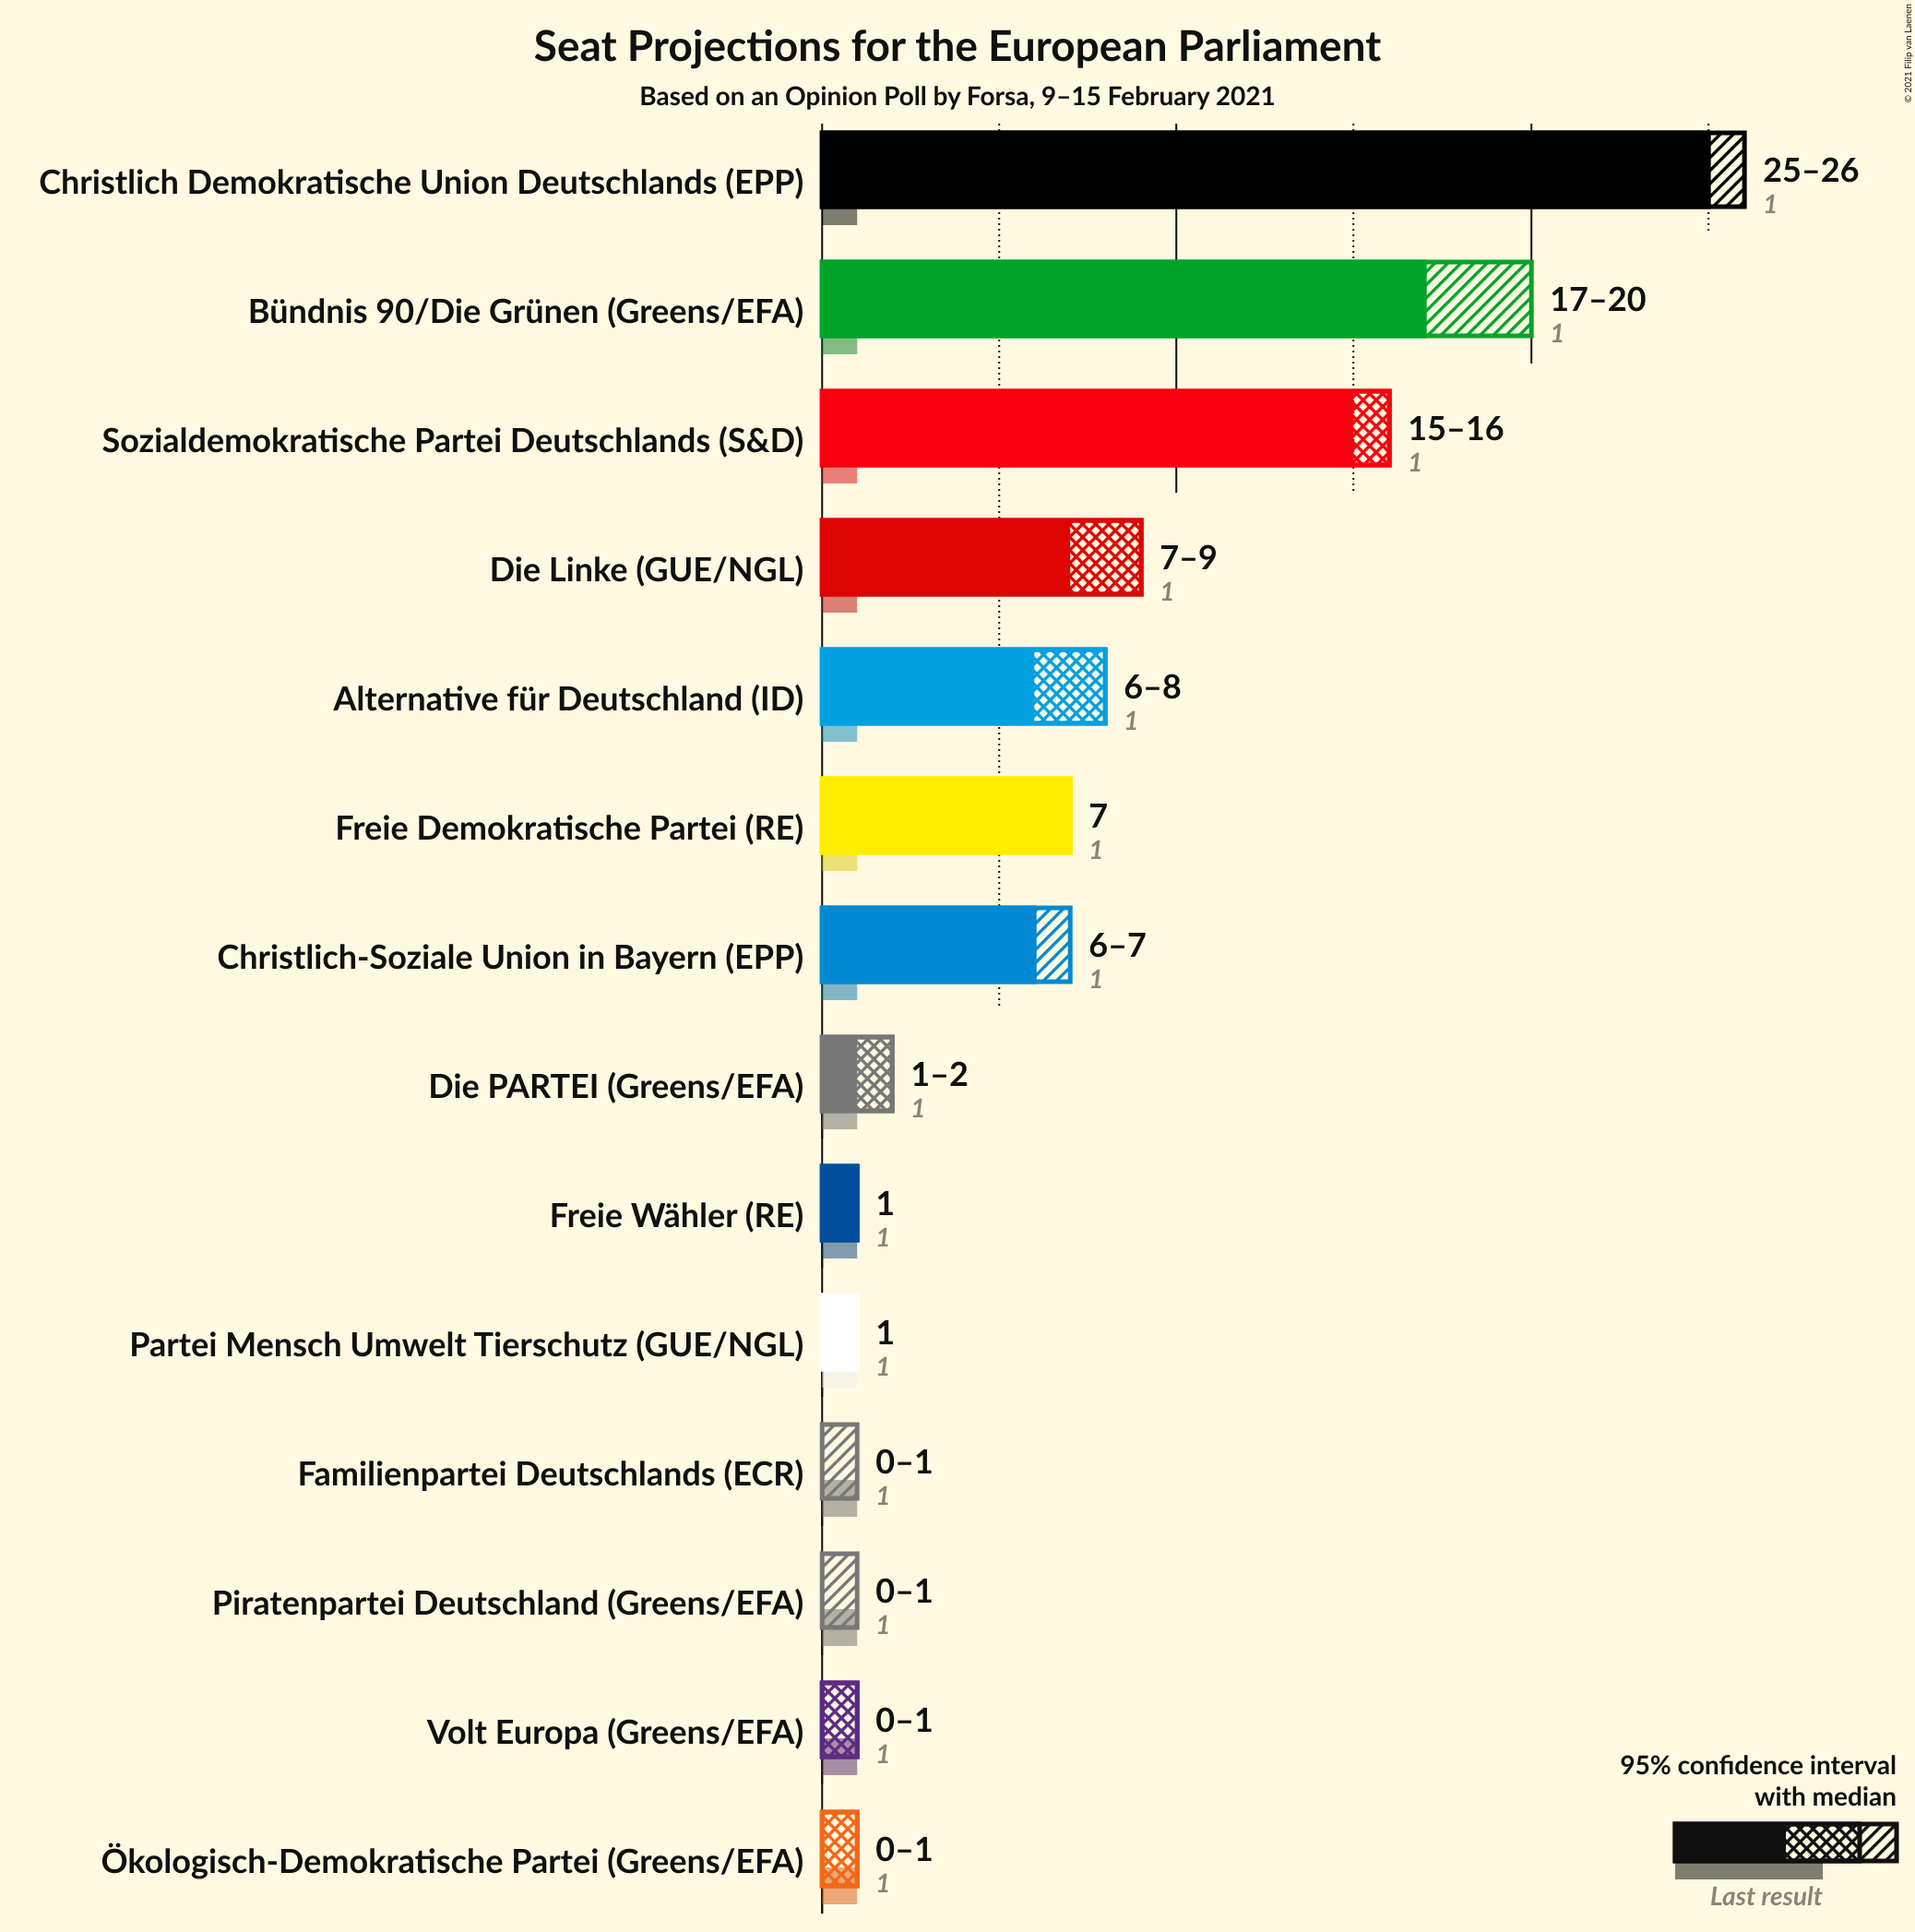 Seat Projections for the European Parliament
Based on an Opinion Poll by Forsa, 9–15 February 2021
© 2021 Filip van Laenen
Christlich Demokratische Union Deutschlands (EPP)
25–26
1
Bündnis 90/Die Grünen (Greens/EFA)
17–20
1
Sozialdemokratische Partei Deutschlands (S&D)
15–16
1
Die Linke (GUE/NGL)
7–9
1
Alternative für Deutschland (ID)
6–8
1
Freie Demokratische Partei (RE)
7
1
Christlich-Soziale Union in Bayern (EPP)
6–7
1
Die PARTEI (Greens/EFA)
1–2
1
Freie Wähler (RE)
1
1
Partei Mensch Umwelt Tierschutz (GUE/NGL)
1
1
Familienpartei Deutschlands (ECR)
0–1
1
Piratenpartei Deutschland (Greens/EFA)
0–1
1
Volt Europa (Greens/EFA)
0–1
1
Ökologisch-Demokratische Partei (Greens/EFA)
0–1
1
95% confidence interval
with median
Last result